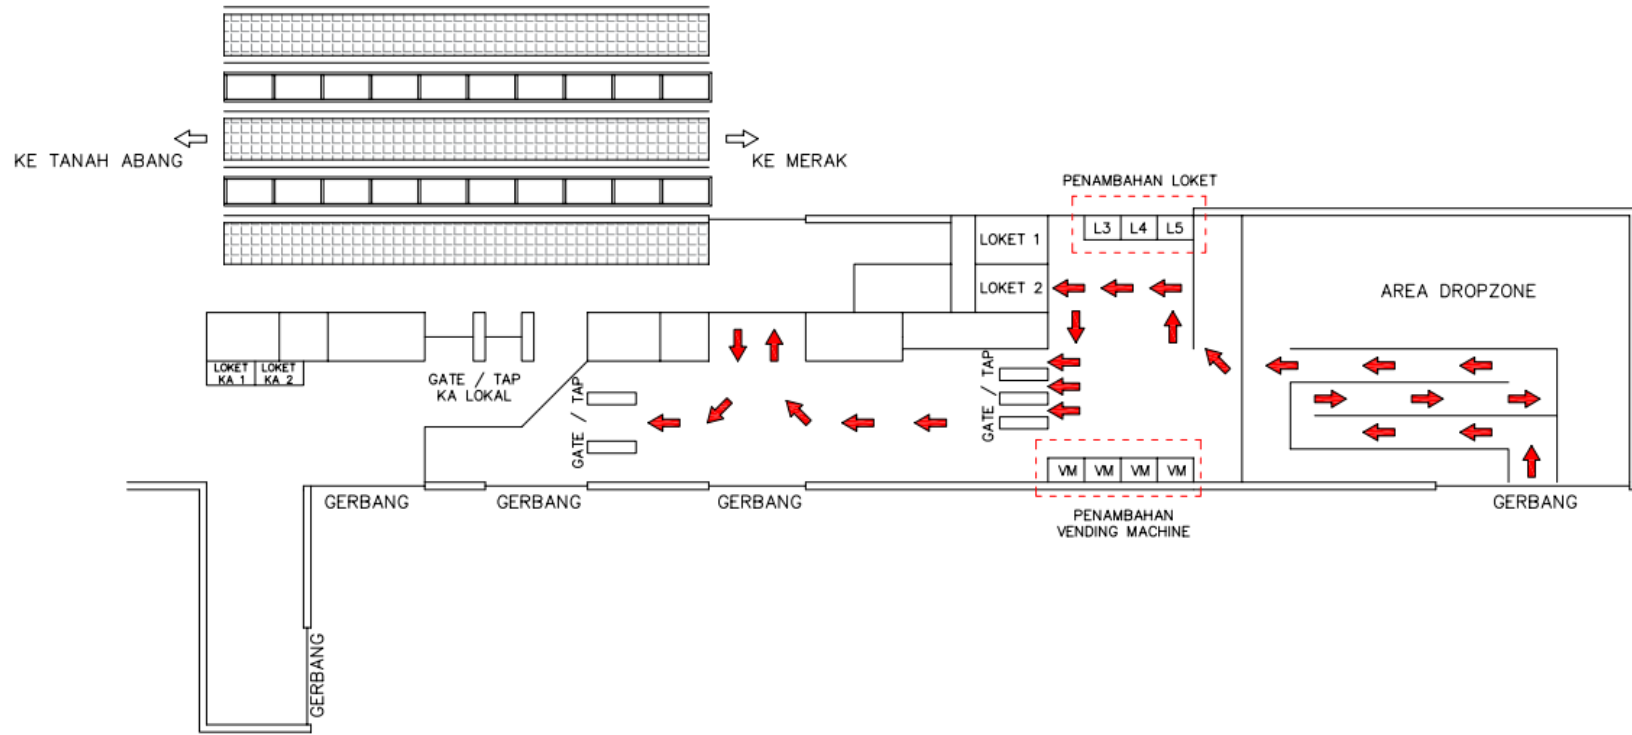 KE TANAH ABANG
KE MERAK
PENAMBAHAN LOKET
L3
L4
L5
LOKET 1
LOKET 2
AREA DROPZONE
LOKET
KA 1
LOKET
KA 2
GATE / TAP
KA LOKAL
GATE / TAP
GATE / TAP
VM
VM
VM
VM
GERBANG
GERBANG
GERBANG
GERBANG
PENAMBAHAN
VENDING MACHINE
GERBANG